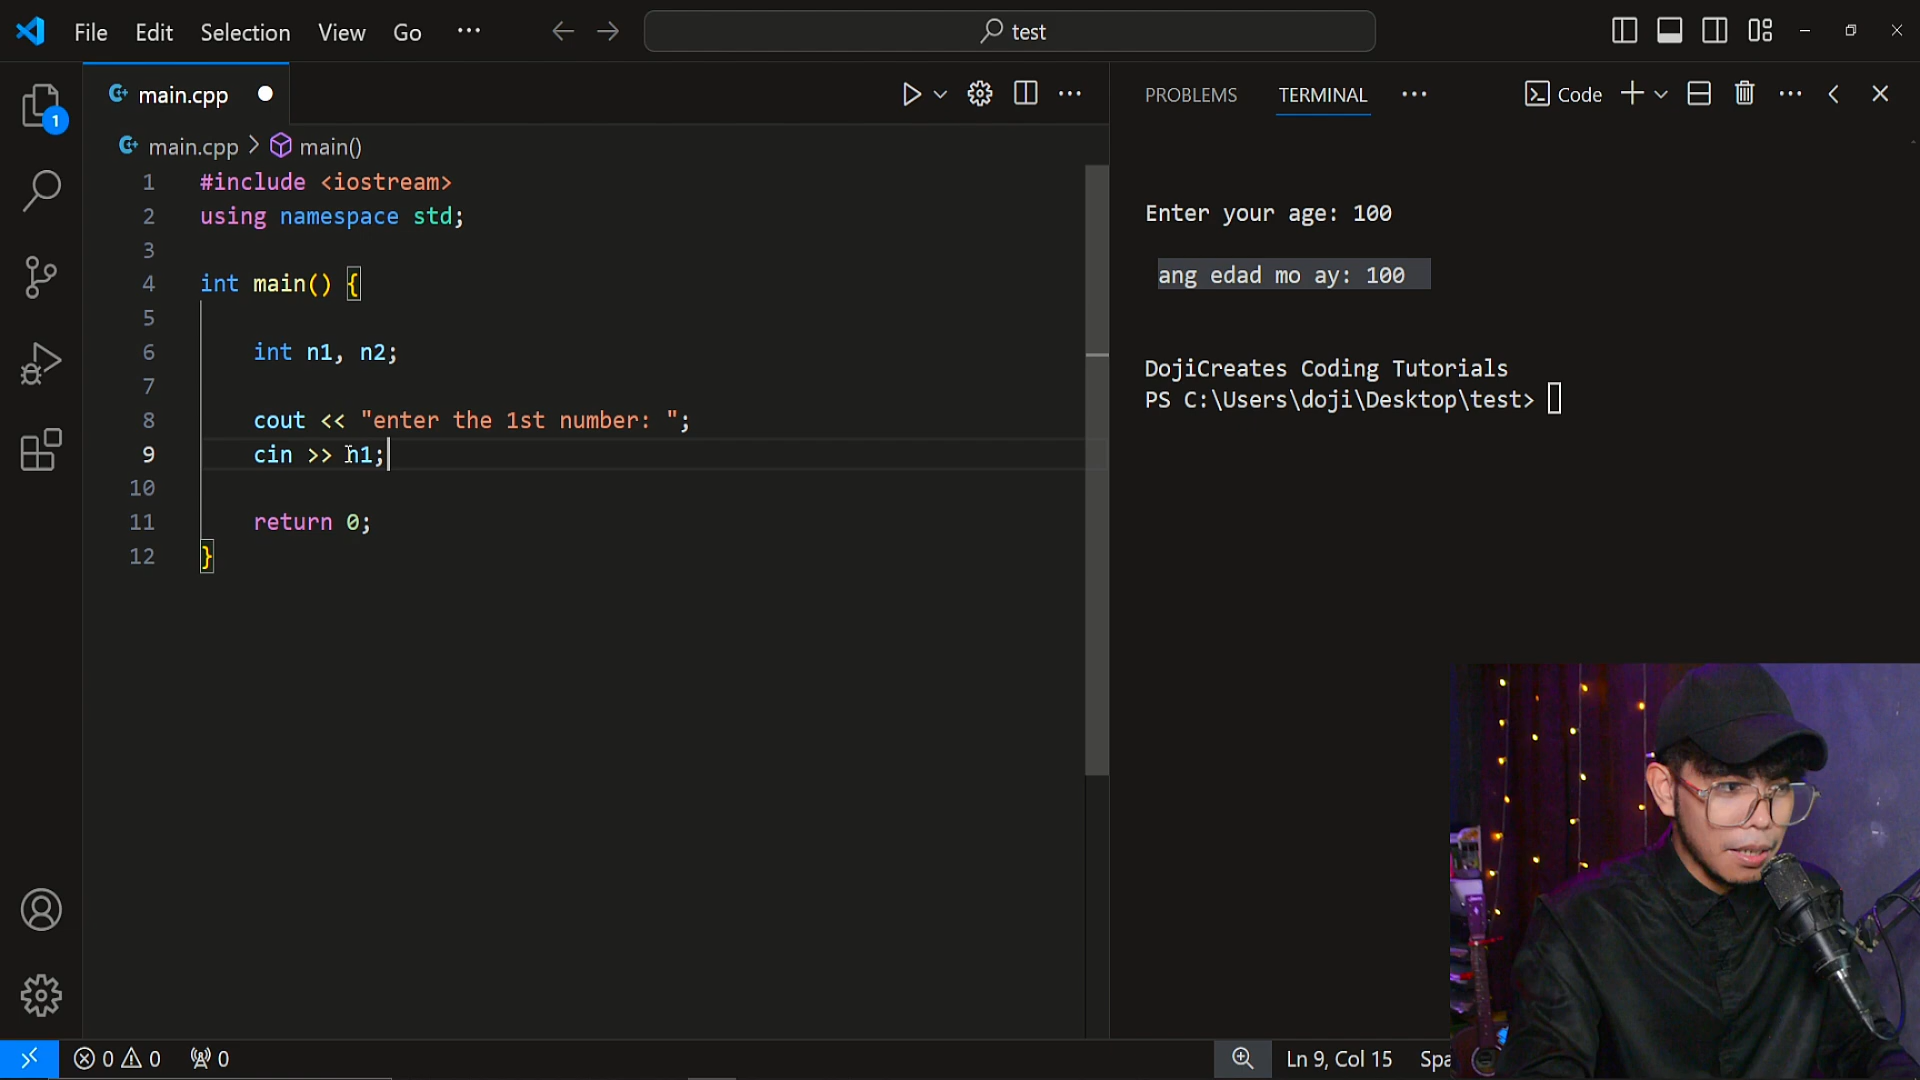 File Edit Selection View Go ...
test
main.cpp
main.cpp > main()
1 #include <iostream>
2 using namespace std;
3
4 int main() {
5
6 int n1, n2;
7
8 cout << "enter the 1st number: ";
9 cin >> n1;
10
11 return 0;
12 }
1
PROBLEMS TERMINAL ... Code
Enter your age: 100
ang edad mo ay: 100
DojiCreates Coding Tutorials
PS C:\Users\doji\Desktop\test>
0 0 0
Ln 9, Col 15 Spa